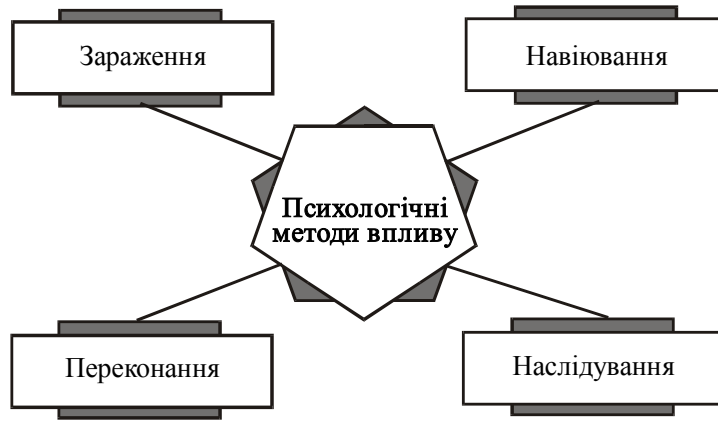 Зараження
Навіювання
Психологічні
методи впливу
Переконання
Наслідування